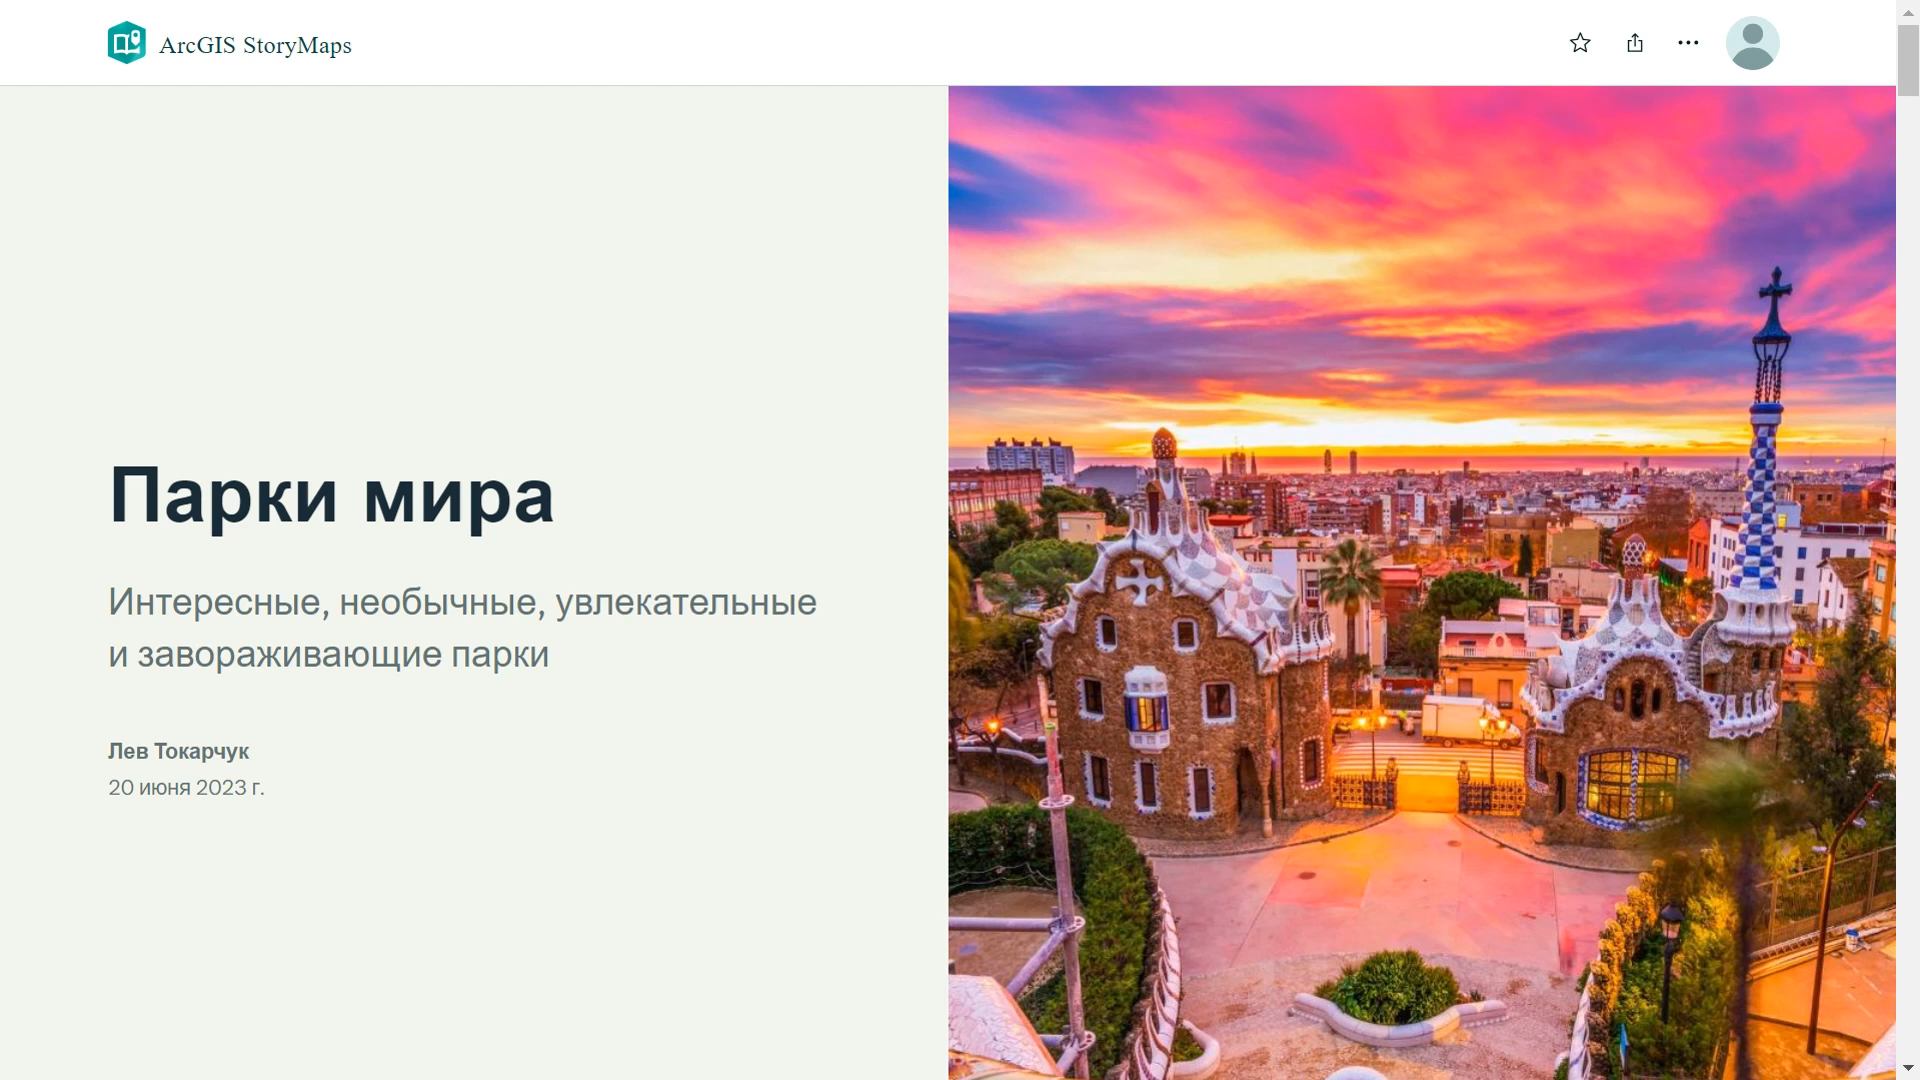 ArcGIS StoryMaps
Парки мира
Интересные, необычные, увлекательные
и завораживающие парки
Лев Токарчук
20 июня 2023 г.